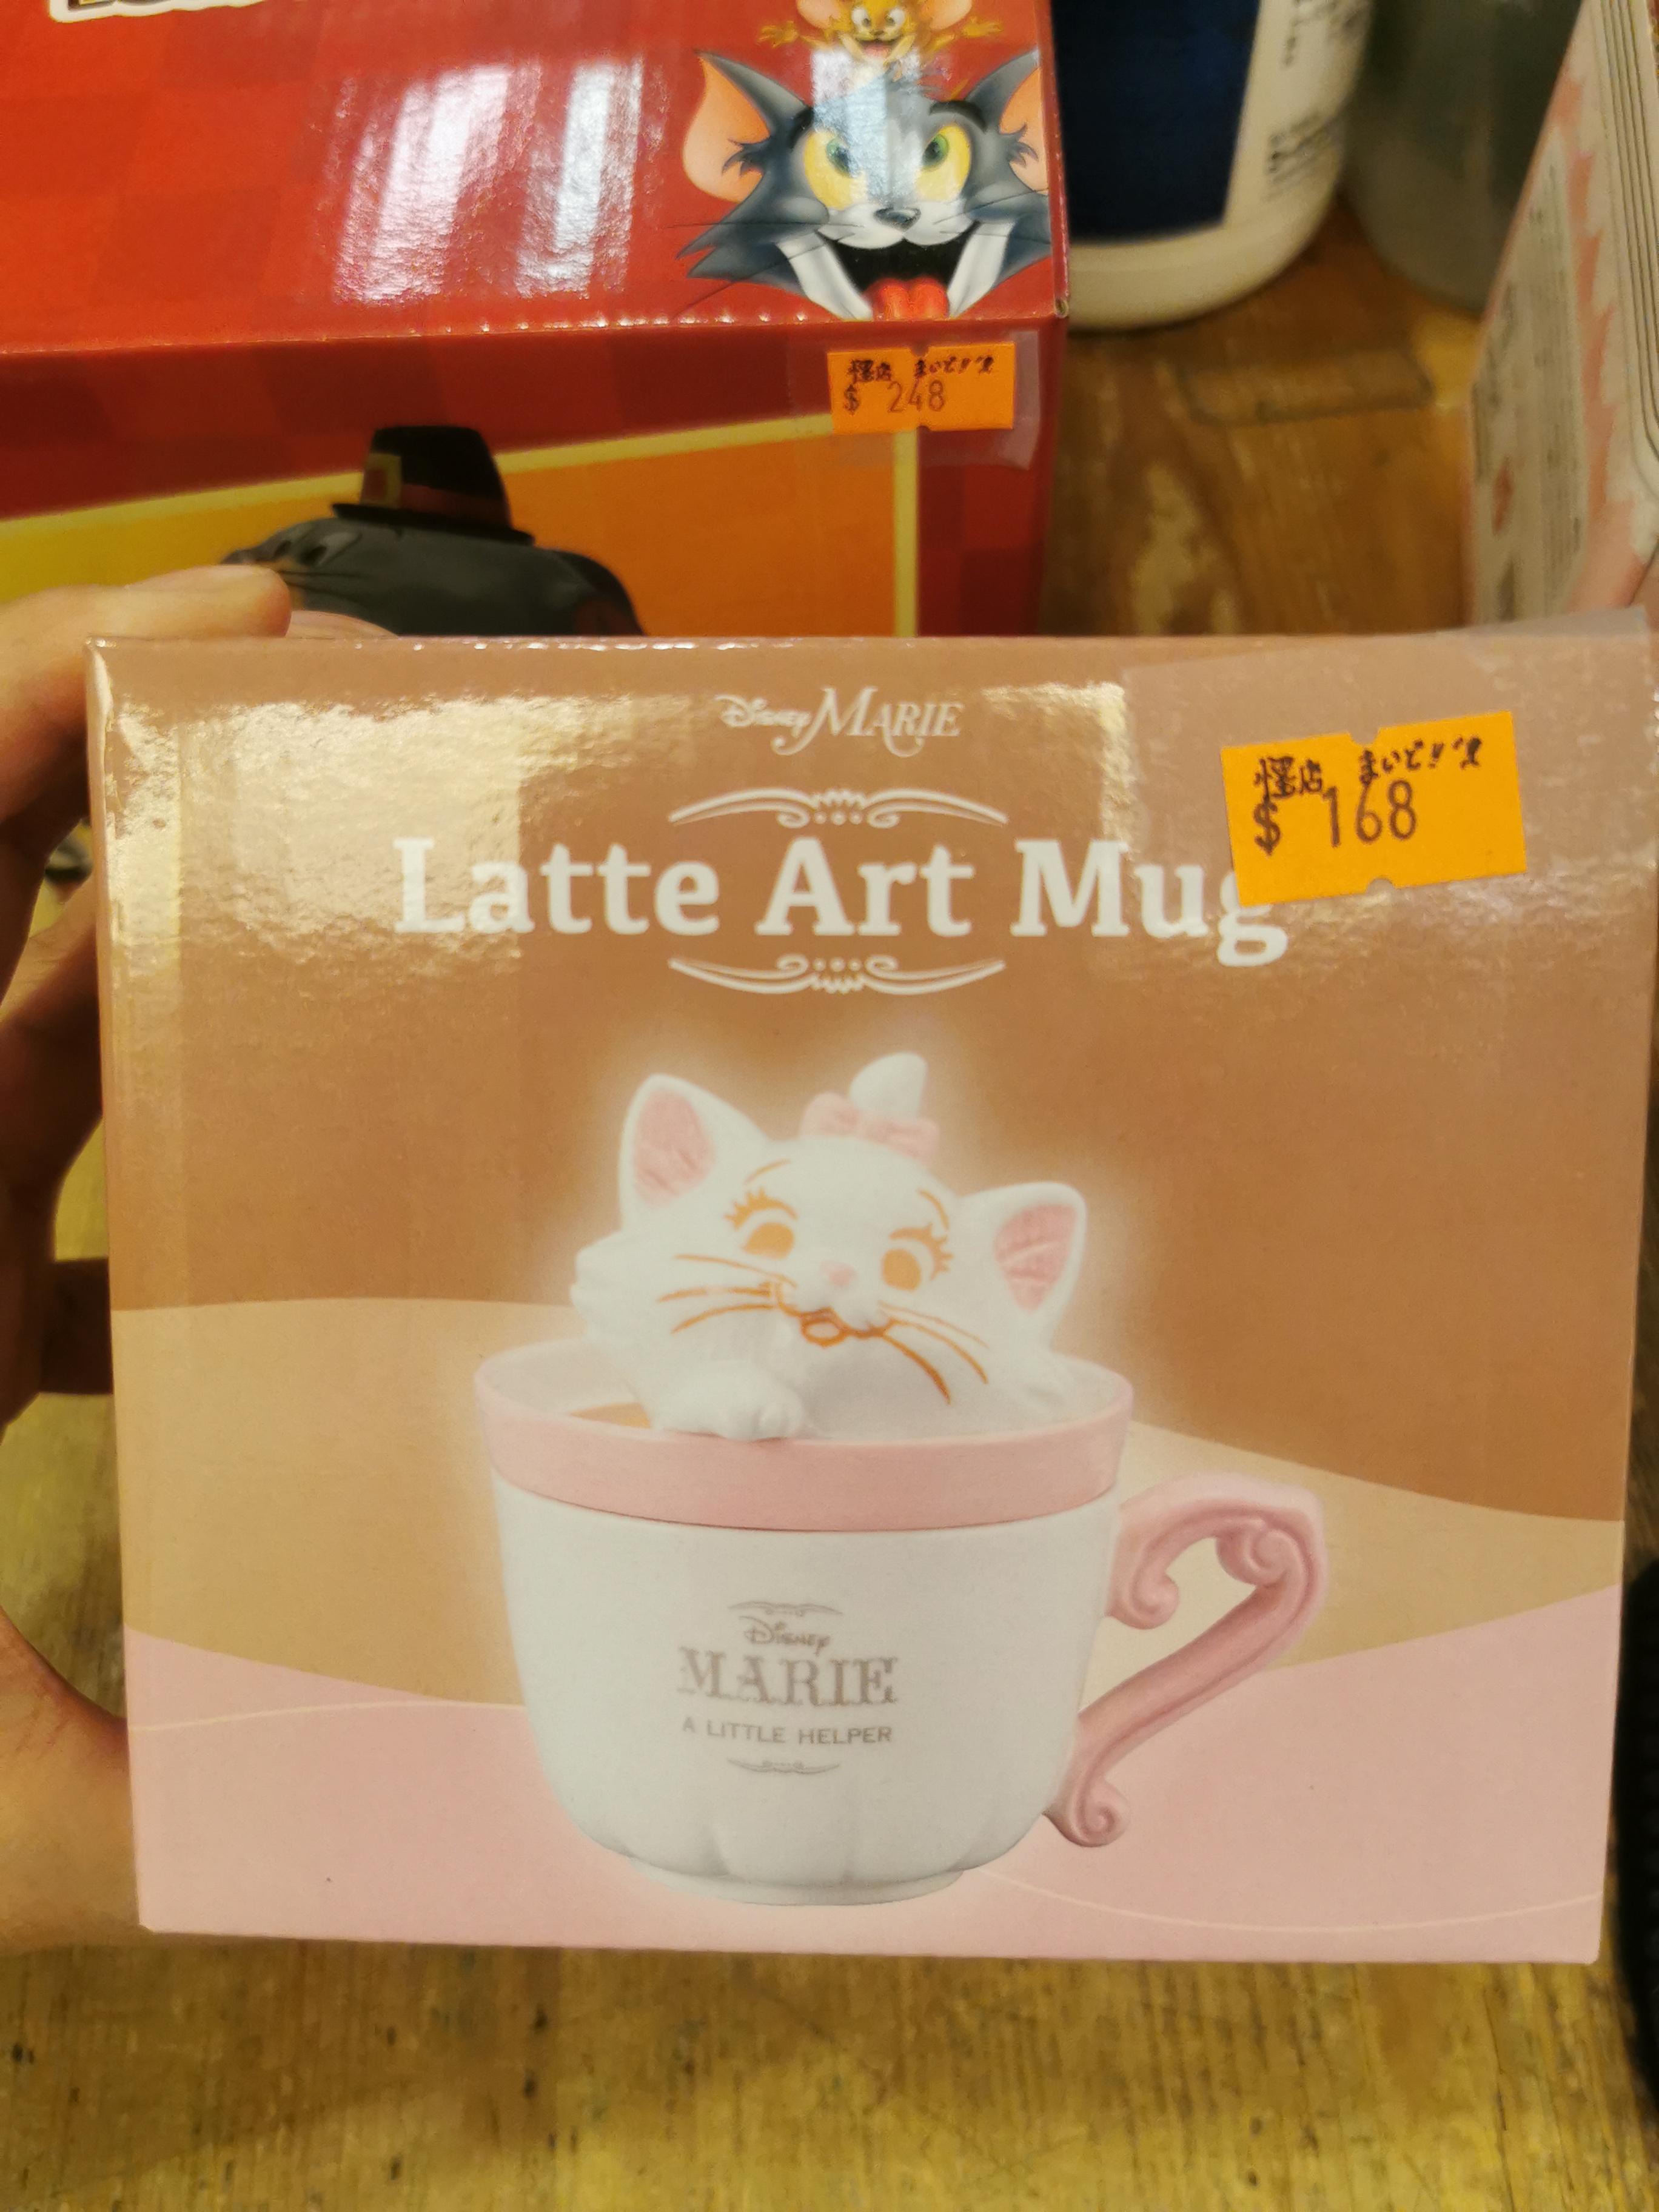 怪店 まいど!!
$ 248
Disney MARIE
怪店 まいど!!
$ 168
Latte Art Mug
Disney
MARIE
A LITTLE HELPER